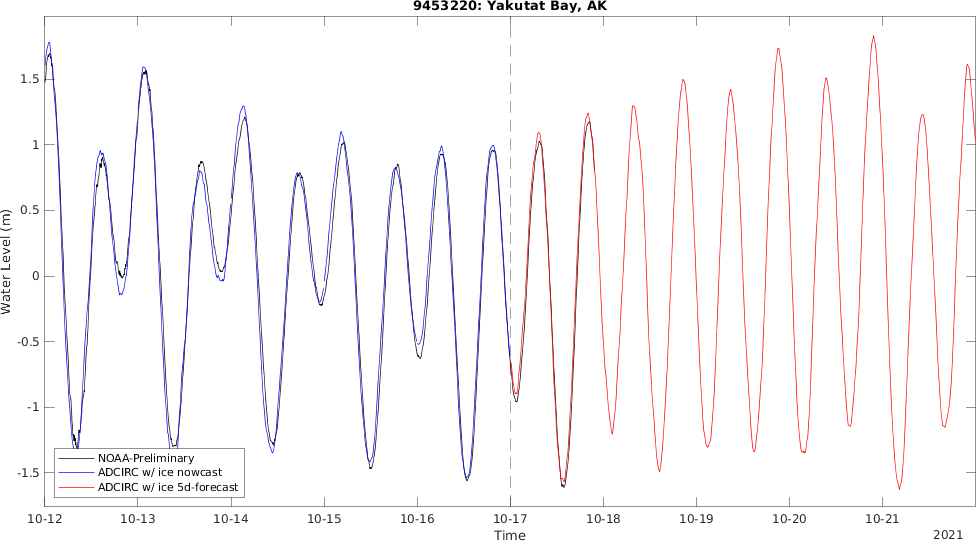 9453220: Yakutat Bay, AK
Water Level (m)
1.5
1
0.5
0
-0.5
-1
-1.5
NOAA-Preliminary
ADCIRC w/ ice nowcast
ADCIRC w/ ice 5d-forecast
10-12 10-13 10-14 10-15 10-16 10-17 10-18 10-19 10-20 10-21
Time
2021